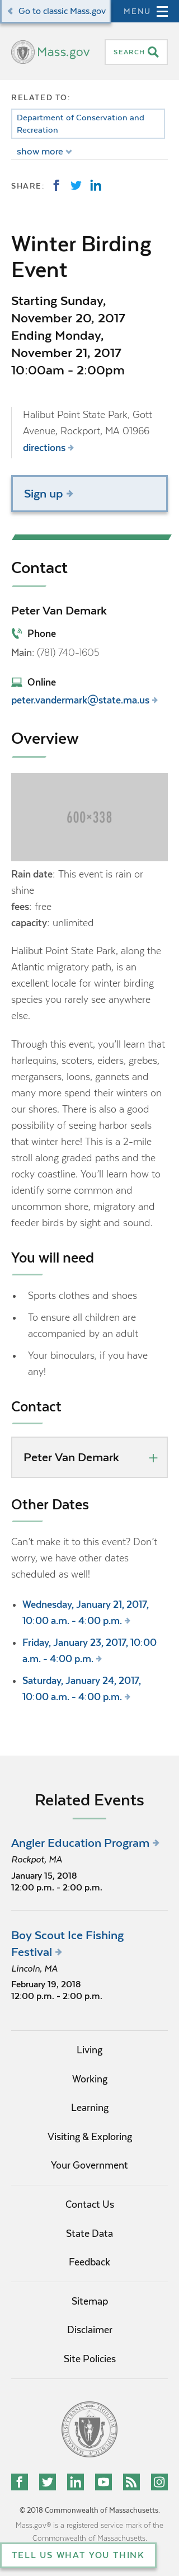 Go to classic Mass.gov
MENU
Mass.gov
SEARCH
RELATED TO:
Department of Conservation and
Recreation
show more
SHARE:
Winter Birding
Event
Starting Sunday,
November 20, 2017
Ending Monday,
November 21, 2017
10:00am - 2:00pm
Halibut Point State Park, Gott
Avenue, Rockport, MA 01966
directions
Sign up
Contact
Peter Van Demark
Phone
Main: (781) 740-1605
Online
peter.vandermark@state.ma.us
Overview
600×338
Rain date: This event is rain or
shine
fees: free
capacity: unlimited
Halibut Point State Park, along the
Atlantic migratory path, is an
excellent locale for winter birding
species you rarely see anywhere
else.
Through this event, you'll learn that
harlequins, scoters, eiders, grebes,
mergansers, loons, gannets and
many more spend their winters on
our shores. There is also a good
possibility of seeing harbor seals
that winter here! This is a 2-mile
stroll along graded paths and the
rocky coastline. You'll learn how to
identify some common and
uncommon shore, migratory and
feeder birds by sight and sound.
You will need
Sports clothes and shoes
To ensure all children are
accompanied by an adult
Your binoculars, if you have
any!
Contact
Peter Van Demark
Other Dates
Can't make it to this event? Don't
worry, we have other dates
scheduled as well!
Wednesday, January 21, 2017,
10:00 a.m. - 4:00 p.m.
Friday, January 23, 2017, 10:00
a.m. - 4:00 p.m.
Saturday, January 24, 2017,
10:00 a.m. - 4:00 p.m.
Related Events
Angler Education Program
Rockpot, MA
January 15, 2018
12:00 p.m. - 2:00 p.m.
Boy Scout Ice Fishing
Festival
Lincoln, MA
February 19, 2018
12:00 p.m. - 2:00 p.m.
Living
Working
Learning
Visiting & Exploring
Your Government
Contact Us
State Data
Feedback
Sitemap
Disclaimer
Site Policies
© 2018 Commonwealth of Massachusetts.
Mass.gov® is a registered service mark of the
Commonwealth of Massachusetts.
TELL US WHAT YOU THINK